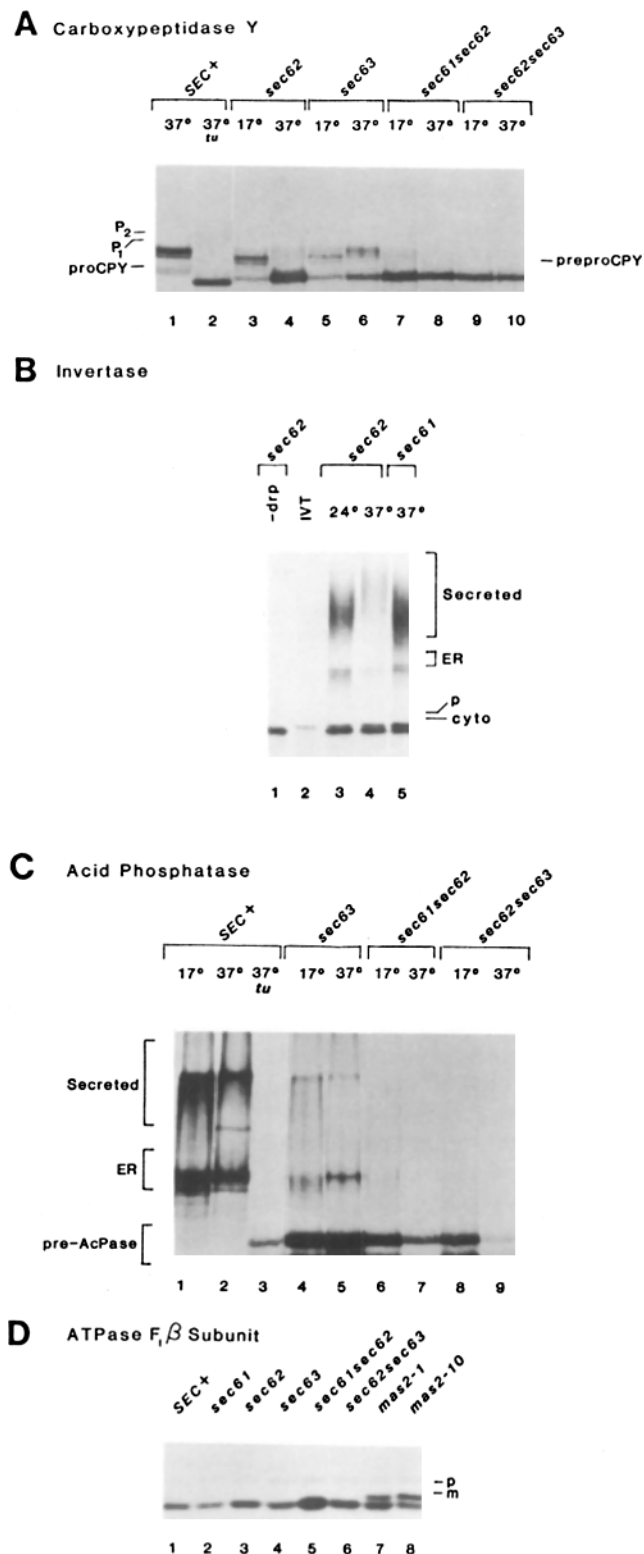 A Carboxypeptidase Y
SEC+ sec62 sec63 sec61sec62 sec62sec63
37° 37° 17° 37° 17° 37° 17° 37° 17° 37°
tu
P2
P1
proCPY
preproCPY
1 2 3 4 5 6 7 8 9 10
B Invertase
sec62 sec62 sec61
-drp IVT 24° 37° 37°
Secreted
ER
p
cyto
1 2 3 4 5
C Acid Phosphatase
SEC+ sec63 sec61sec62 sec62sec63
17° 37° 37° 17° 37° 17° 37° 17° 37°
tu
Secreted
ER
pre-AcPase
1 2 3 4 5 6 7 8 9
D ATPase F1β Subunit
SEC+ sec61 sec62 sec63 sec61sec62 sec62sec63 mas2-1 mas2-10
p
m
1 2 3 4 5 6 7 8